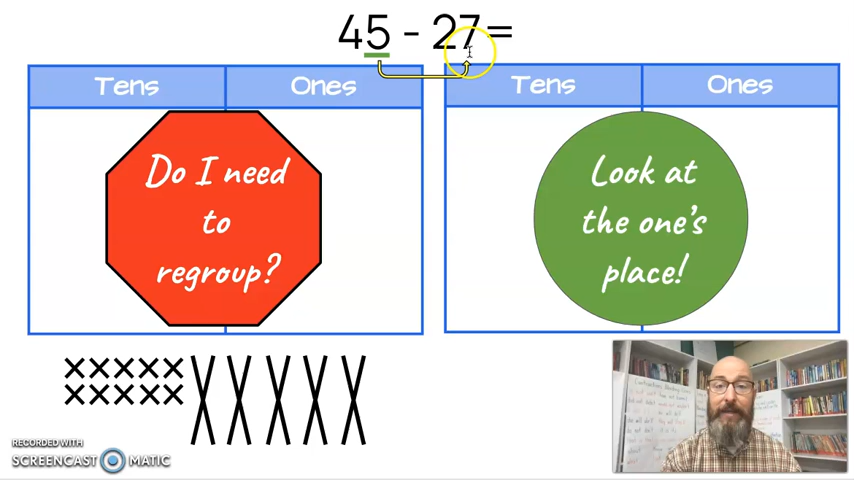 45 - 27 =
Tens Ones
Tens Ones
Do I need
to
regroup?
Look at
the one's
place!
×××××
×××××
RECORDED WITH
SCREENCAST MATIC